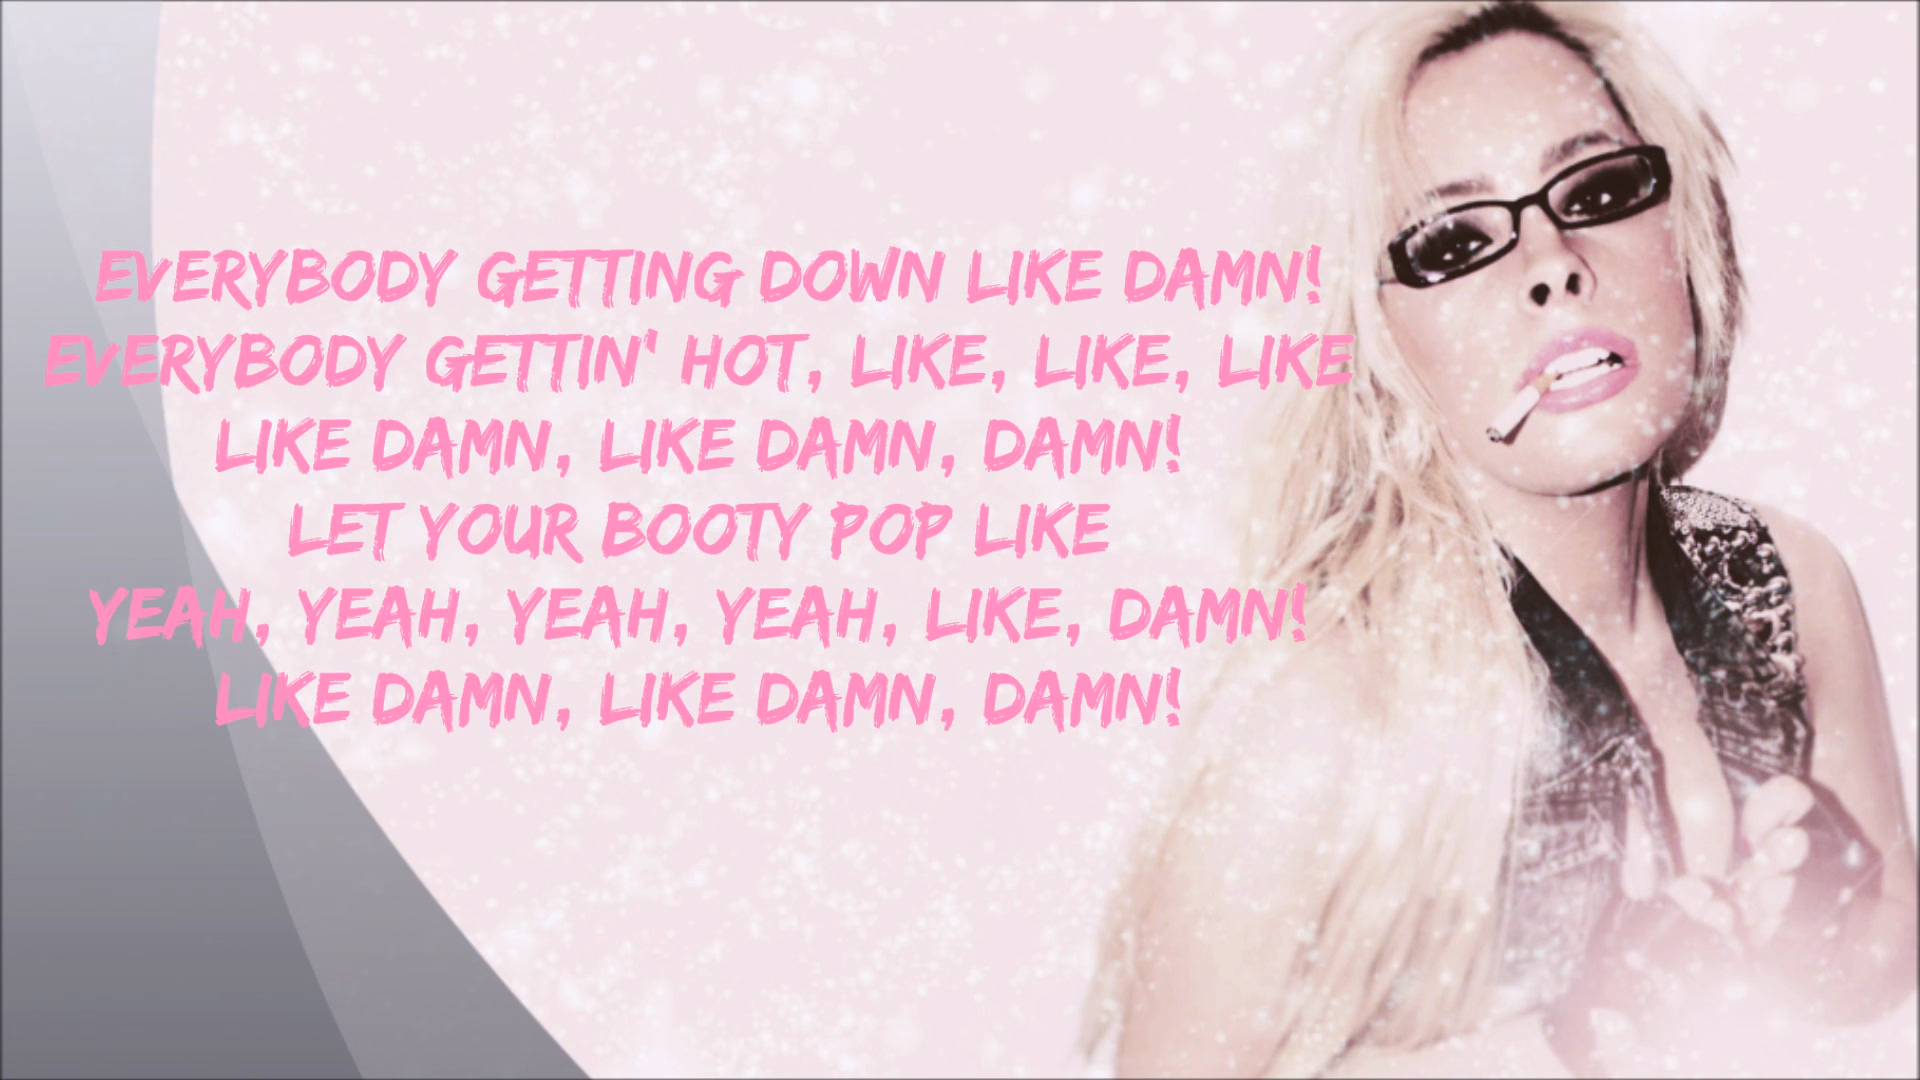 EVERYBODY GETTING DOWN LIKE DAMN!
EVERYBODY GETTIN' HOT, LIKE, LIKE, LIKE
LIKE DAMN, LIKE DAMN, DAMN!
LET YOUR BOOTY POP LIKE
YEAH, YEAH, YEAH, YEAH, LIKE, DAMN!
LIKE DAMN, LIKE DAMN, DAMN!